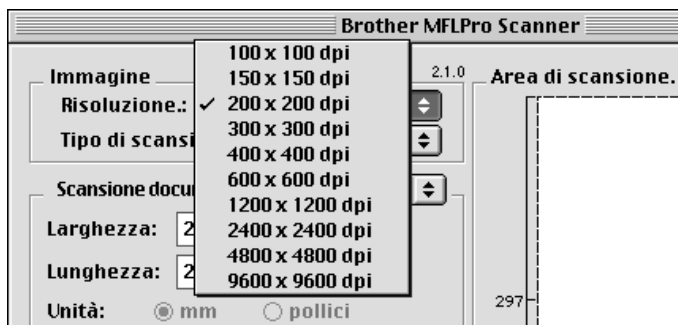 Brother MFLPro Scanner
Immagine
2.1.0
Risoluzione.:
Tipo di
100 x 100 dpi
150 x 150 dpi
✓ 200 x 200 dpi
300 x 300 dpi
400 x 400 dpi
600 x 600 dpi
1200 x 1200 dpi
2400 x 2400 dpi
4800 x 4800 dpi
9600 x 9600 dpi
Scansione
Larghezza: 2
Lunghezza: 2
Unità: mm pollici
Area di scansione.
297